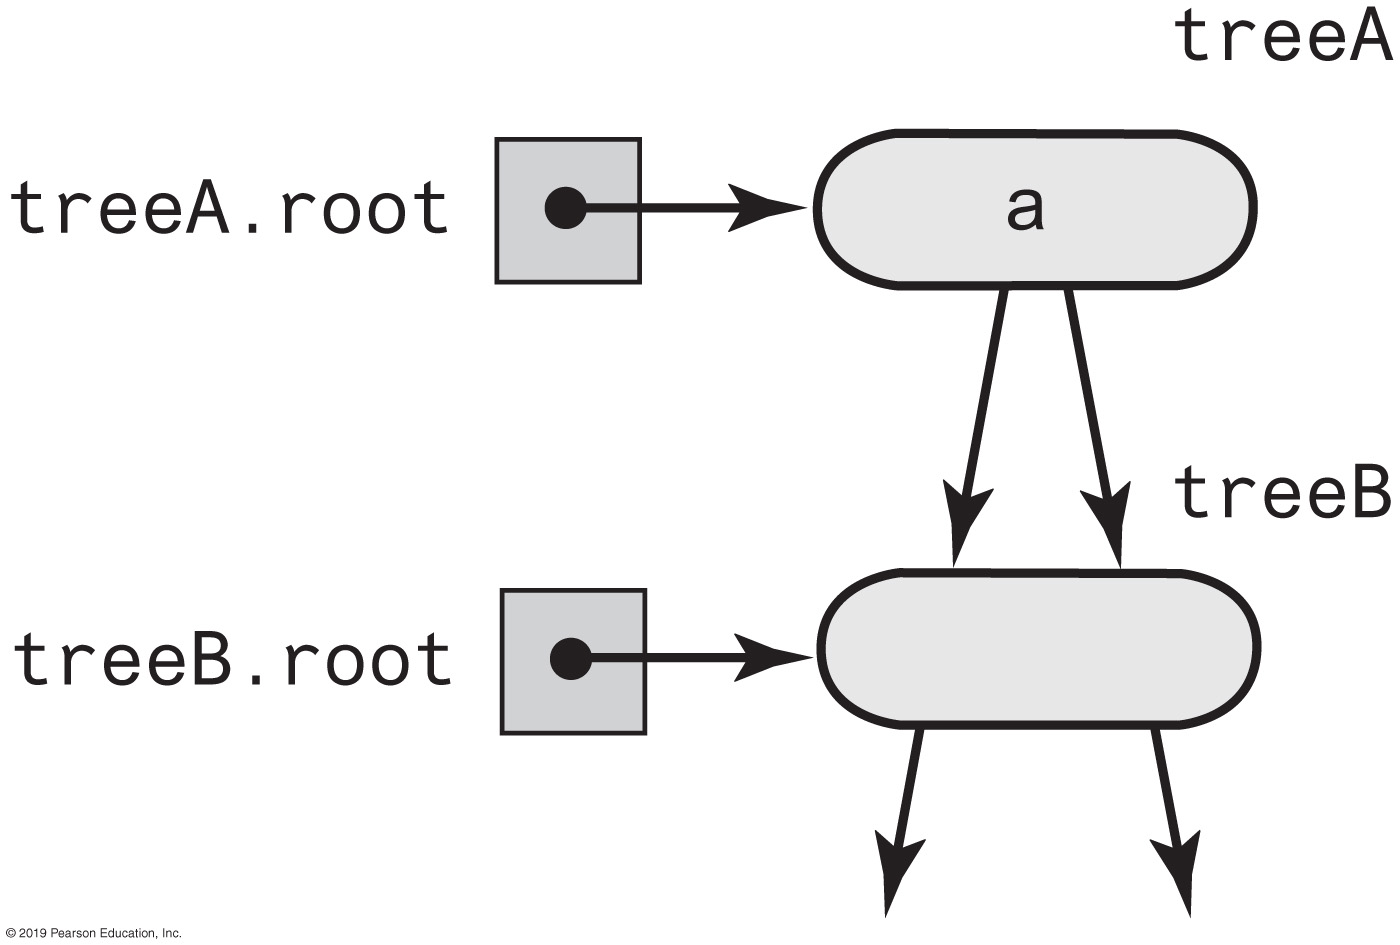 treeA
treeA.root
a
treeB
treeB.root
© 2019 Pearson Education, Inc.